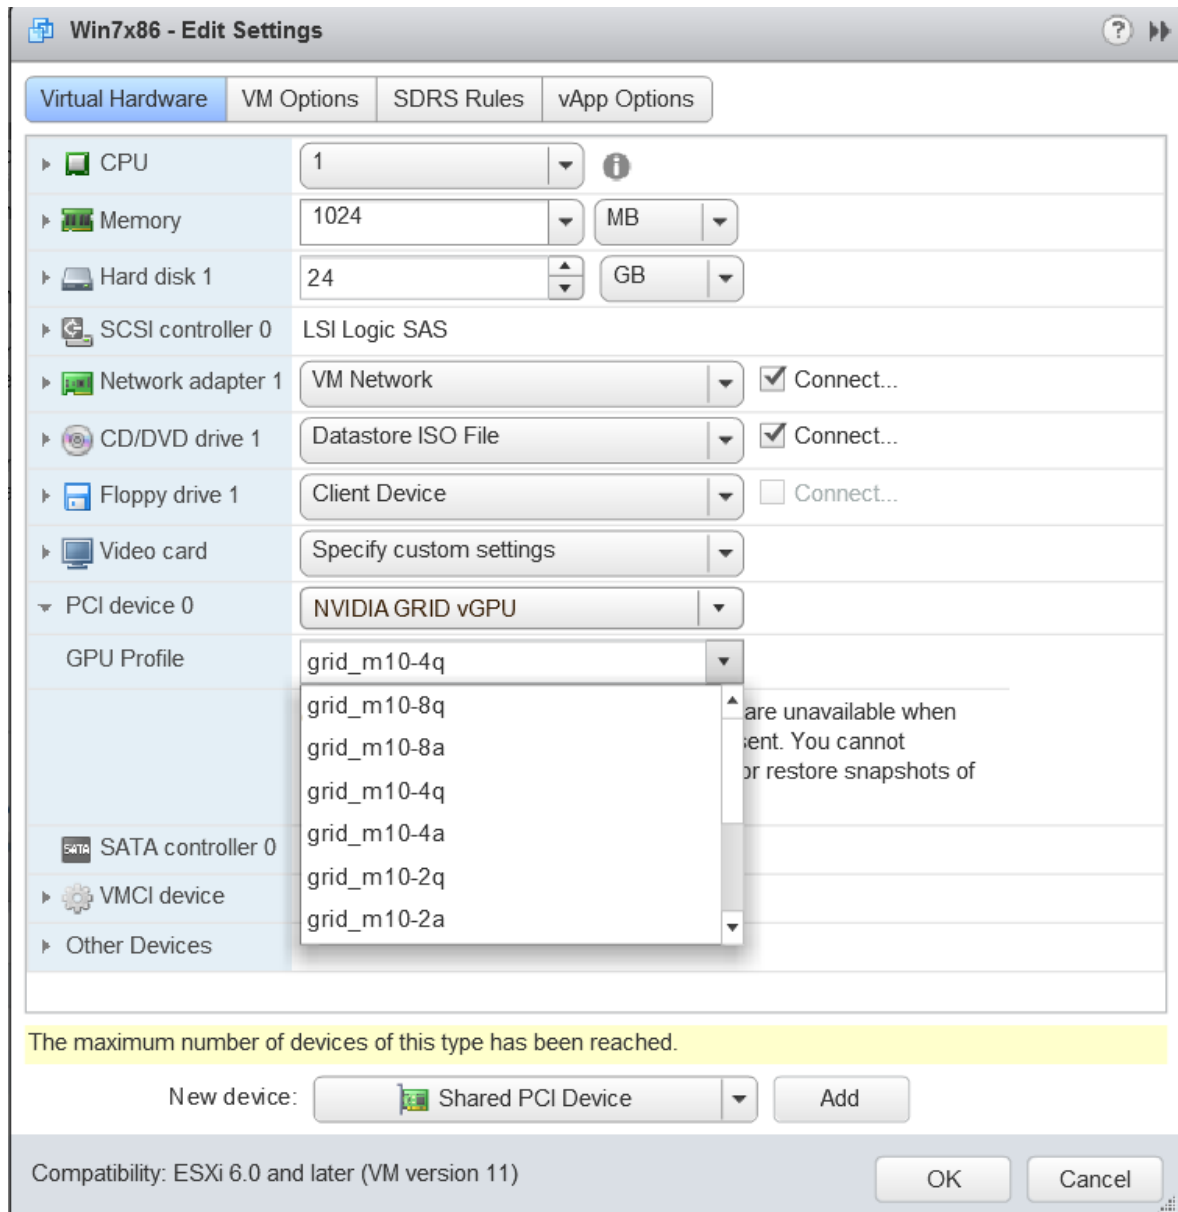 Win7x86 - Edit Settings ?
Virtual Hardware VM Options SDRS Rules vApp Options
CPU 1 i
Memory 1024 MB
Hard disk 1 24 GB
SCSI controller 0 LSI Logic SAS
Network adapter 1 VM Network Connect...
CD/DVD drive 1 Datastore ISO File Connect...
Floppy drive 1 Client Device Connect...
Video card Specify custom settings
PCI device 0 NVIDIA GRID vGPU
GPU Profile grid_m10-4q
grid_m10-8q
are unavailable when
grid_m10-8a
sent. You cannot
or restore snapshots of
grid_m10-4q
grid_m10-4a
SATA SATA controller 0
grid_m10-2q
VMCI device
grid_m10-2a
Other Devices
The maximum number of devices of this type has been reached.
New device: Shared PCI Device Add
Compatibility: ESXi 6.0 and later (VM version 11) OK Cancel